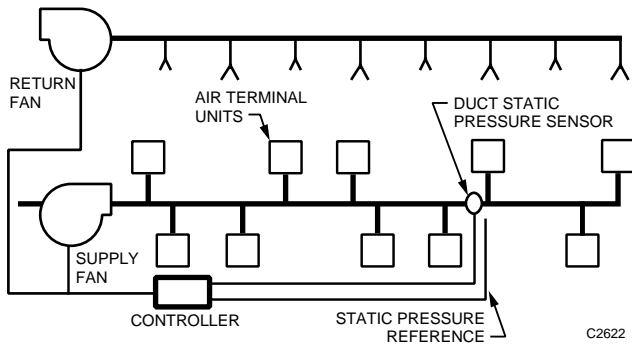 RETURN
FAN
AIR TERMINAL
UNITS
DUCT STATIC
PRESSURE SENSOR
SUPPLY
FAN
CONTROLLER
STATIC PRESSURE
REFERENCE
C2622